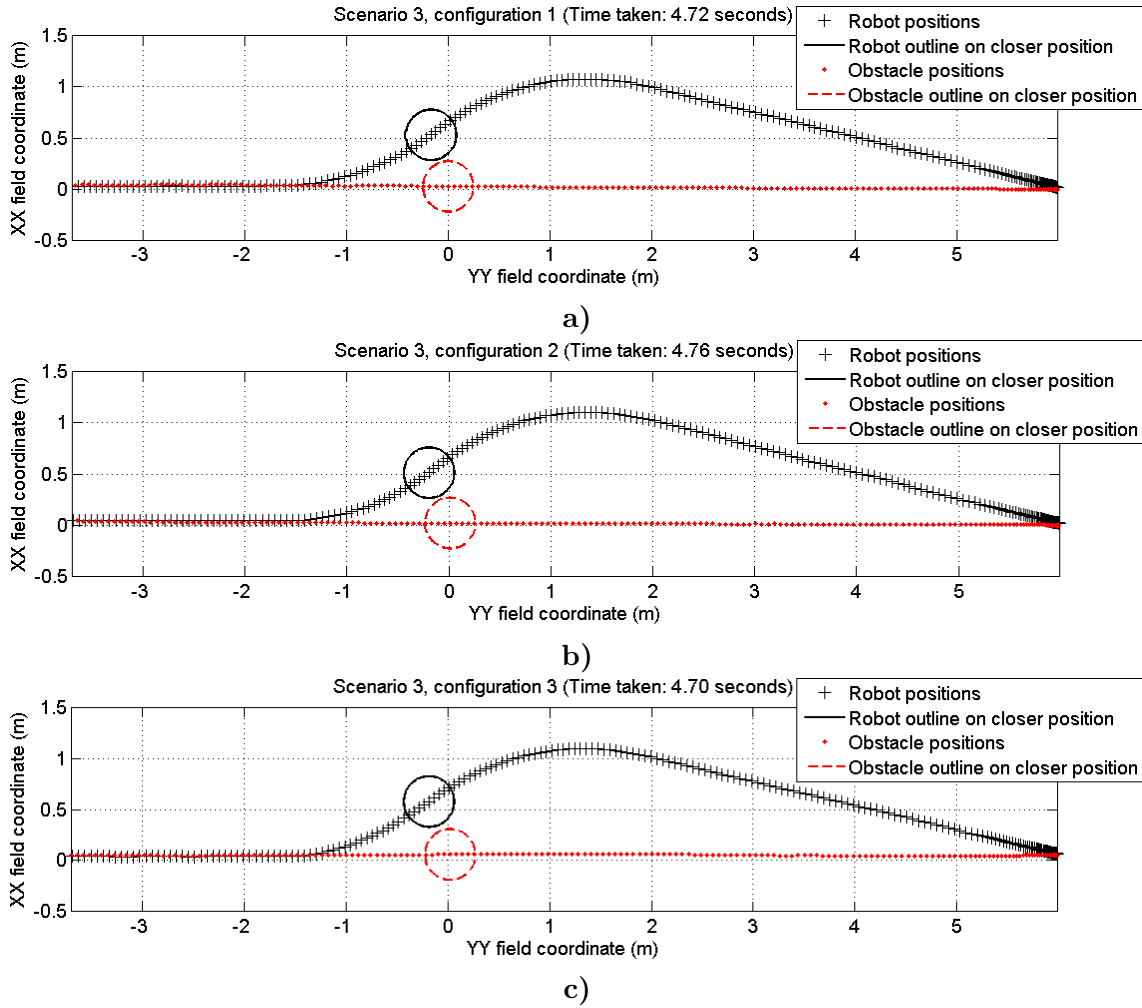 Scenario 3, configuration 1 (Time taken: 4.72 seconds)
Robot positions
Robot outline on closer position
Obstacle positions
Obstacle outline on closer position
XX field coordinate (m)
1.5
1
0.5
0
-0.5
-3
-2
-1
0
1
2
3
4
5
YY field coordinate (m)
a)
Scenario 3, configuration 2 (Time taken: 4.76 seconds)
Robot positions
Robot outline on closer position
Obstacle positions
Obstacle outline on closer position
XX field coordinate (m)
1.5
1
0.5
0
-0.5
-3
-2
-1
0
1
2
3
4
5
YY field coordinate (m)
b)
Scenario 3, configuration 3 (Time taken: 4.70 seconds)
Robot positions
Robot outline on closer position
Obstacle positions
Obstacle outline on closer position
XX field coordinate (m)
1.5
1
0.5
0
-0.5
-3
-2
-1
0
1
2
3
4
5
YY field coordinate (m)
c)